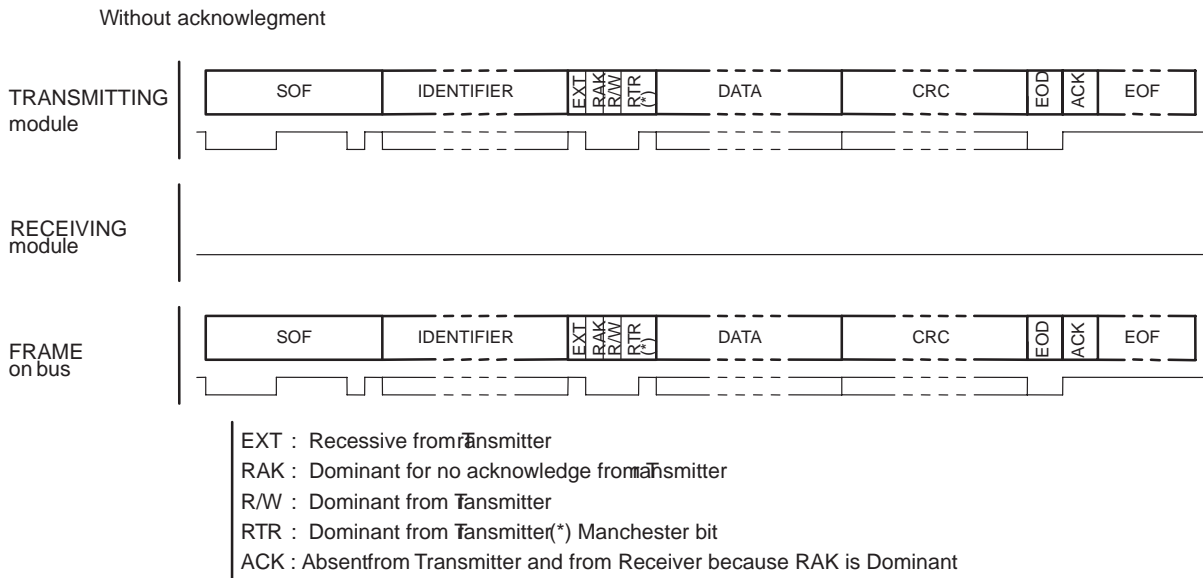 Without acknowlegment
TRANSMITTING
module
SOF IDENTIFIER EXT RAK R/W RTR (*) DATA CRC EOD ACK EOF
RECEIVING
module
FRAME
on bus
SOF IDENTIFIER EXT RAK R/W RTR (*) DATA CRC EOD ACK EOF
EXT : Recessive from Transmitter
RAK : Dominant for no acknowledge from Transmitter
R/W : Dominant from Transmitter
RTR : Dominant from Transmitter(*) Manchester bit
ACK : Absent from Transmitter and from Receiver because RAK is Dominant